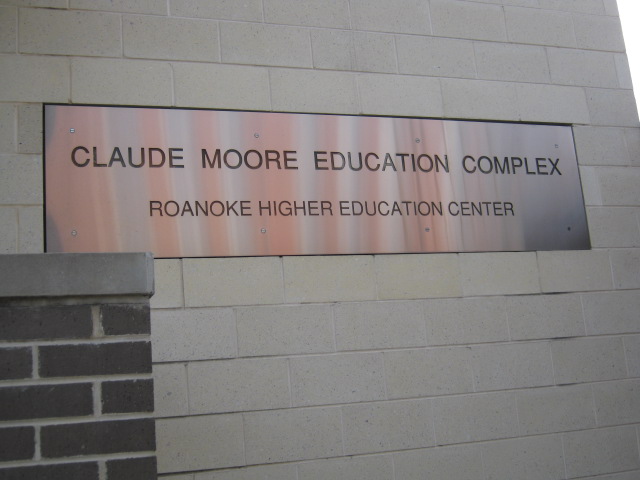 CLAUDE MOORE EDUCATION COMPLEX
ROANOKE HIGHER EDUCATION CENTER